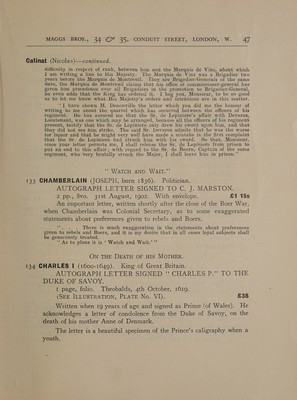 MAGGS BROS., 34 & 35, CONDUIT STREET, LONDON, W. 47
Catinat (Nicolas)—continued.
difficulty in respect of rank, between him and the Marquis de Vins, about which
I am writing a line to His Majesty. The Marquis de Vins was a Brigadier two
years before the Marquis de Montrevil. They are Brigadier-Generals of the same
date, the Marquis de Montrevil claims that his office of commissionnat-general has
given him precedence over all Brigadiers in the promotion to Brigadier-General,
he even adds that the King has ordered it. I beg you, Monsieur, to be so good
as to let me know what His Majesty's orders and intentions are in this matter.
" I have shown M. Denonville the letter which you did me the honour of
writing to me about the quarrel which has occurred between the officers of his
regiment. He has assured me that the Sr. de Lepinaire's affair with Devezus,
Lieutenant, was one which may be arranged, because all the officers of his regiment
present, testify that the Sr. de Lepinaire only drew his sword upon him, and that
they did not see him strike. The said Sr. Devezus admits that he was the worse
for liquor and that he might very well have made a mistake in the first complaint
that the Sr. de Lepinaire had struck him with his sword. So that, Monsieur,
since your letter permits me, I shall release the Sr. de Lepinaire from prison to
put an end to this affair; with regard to the Sr. de Boere, Captain of the same
regiment, who very brutally struck the Major, I shall leave him in prison."
" WATCH AND WAIT."
133 CHAMBERLAIN (JOSEPH, born 1836). Politician.
AUTOGRAPH LETTER SIGNED TO C. J. MARSTON.
2 pp., 8vo. 31st August, 1902. With envelope. £1 15s
An important letter, written shortly after the close of the Boer War,
when Chamberlain was Colonial Secretary, as to some exaggerated
statements about preferences given to rebels and Boers.
" . . . There is much exaggeration in the statements about preferences
given to rebels and Boers, and it is my desire that in all cases loyal subjects shall
be generously treated.
" As to plans it is ' Watch and Wait.' "
ON THE DEATH OF HIS MOTHER.
134 CHARLES I (1600-1649). King of Great Britain.
AUTOGRAPH LETTER SIGNED " CHARLES P." TO THE
DUKE OF SAVOY.
1 page, folio. Throbalds, 4th October, 1619.
(SEE ILLUSTRATION, PLATE No. VI). £38
Written when 19 years of age and signed as Prince (of Wales). He
acknowledges a letter of condolence from the Duke of Savoy, on the
death of his mother Anne of Denmark.
The letter is a beautiful specimen of the Prince's caligraphy when a
youth.